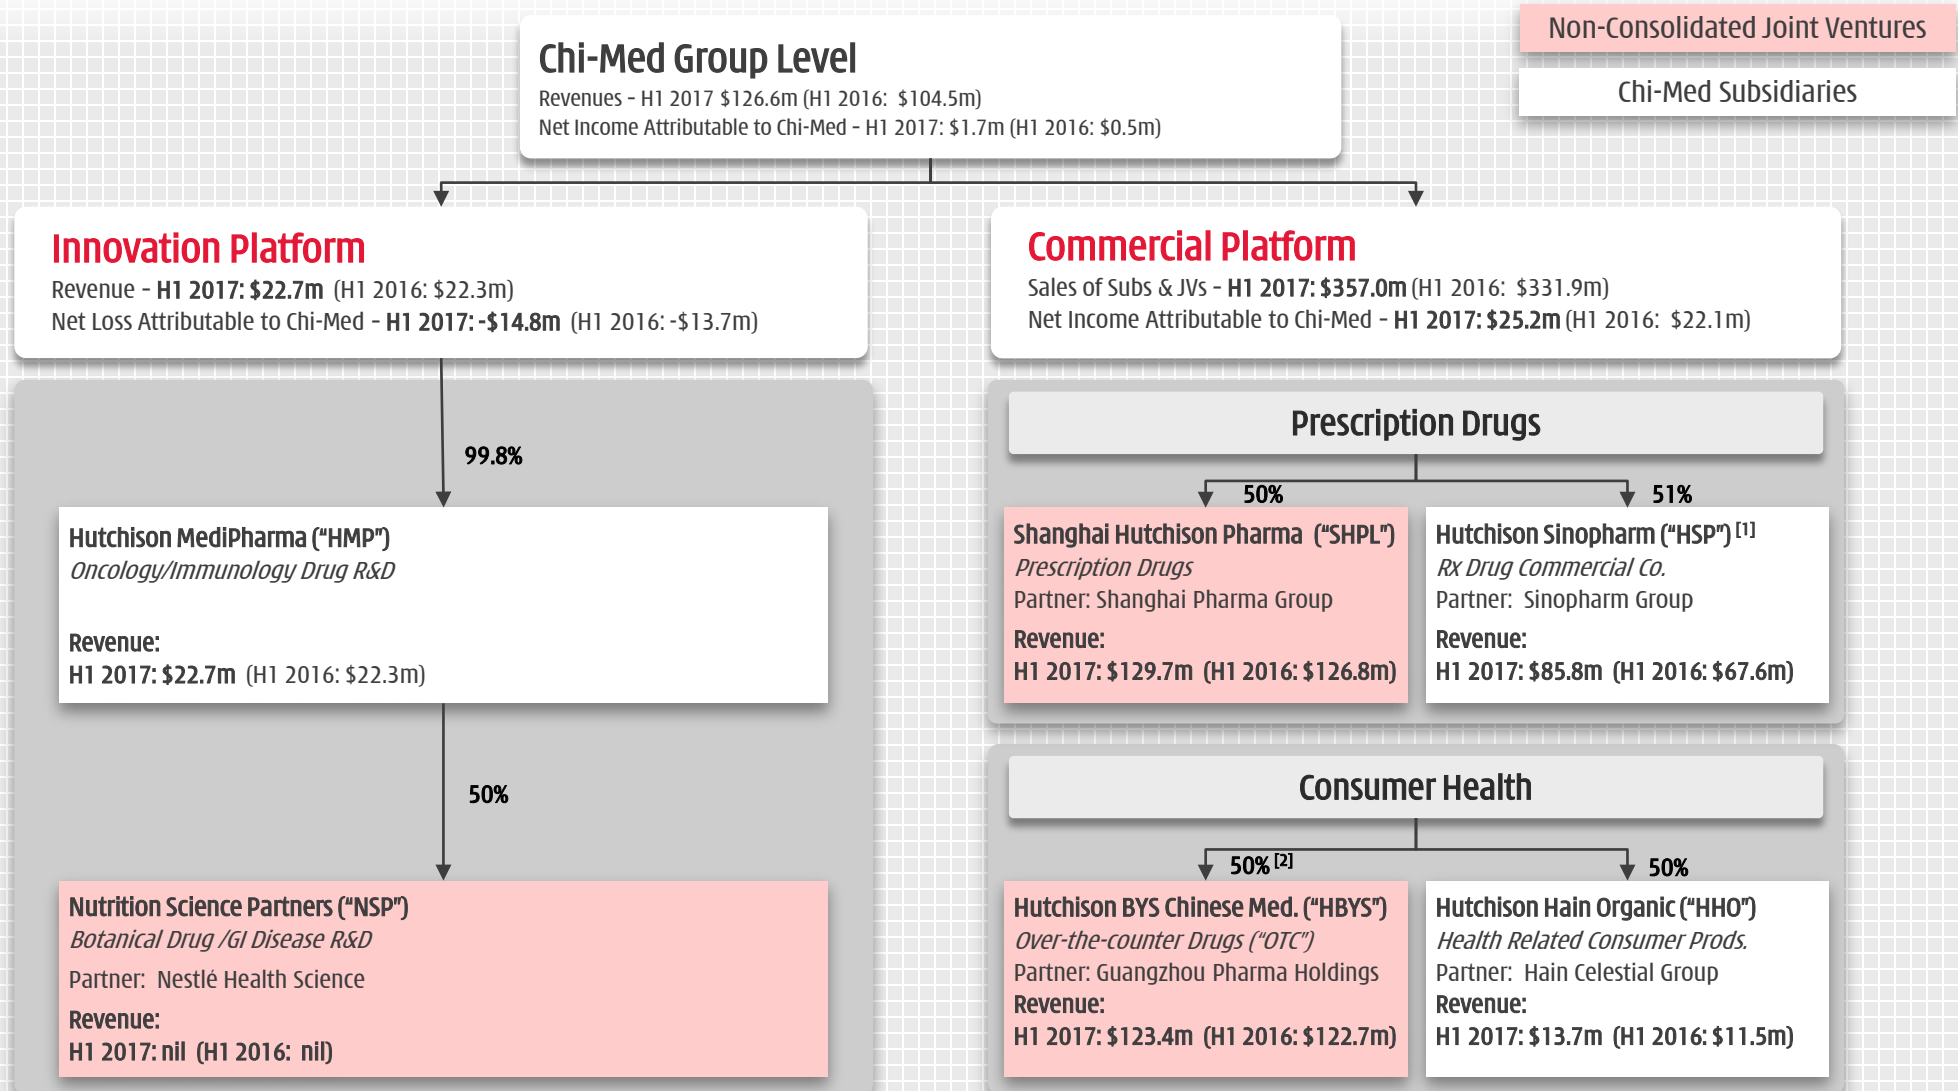 Non-Consolidated Joint Ventures
Chi-Med Subsidiaries
Chi-Med Group Level
Revenues – H1 2017 $126.6m (H1 2016: $104.5m)
Net Income Attributable to Chi-Med – H1 2017: $1.7m (H1 2016: $0.5m)
Innovation Platform
Revenue – H1 2017: $22.7m (H1 2016: $22.3m)
Net Loss Attributable to Chi-Med – H1 2017: -$14.8m (H1 2016: -$13.7m)
99.8%
Hutchison MediPharma (“HMP”)
Oncology/Immunology Drug R&D
Revenue:
H1 2017: $22.7m (H1 2016: $22.3m)
50%
Nutrition Science Partners (“NSP”)
Botanical Drug /GI Disease R&D
Partner: Nestlé Health Science
Revenue:
H1 2017: nil (H1 2016: nil)
Commercial Platform
Sales of Subs & JVs – H1 2017: $357.0m (H1 2016: $331.9m)
Net Income Attributable to Chi-Med – H1 2017: $25.2m (H1 2016: $22.1m)
Prescription Drugs
50%
Shanghai Hutchison Pharma (“SHPL”)
Prescription Drugs
Partner: Shanghai Pharma Group
Revenue:
H1 2017: $129.7m (H1 2016: $126.8m)
51%
Hutchison Sinopharm (“HSP”) [1]
Rx Drug Commercial Co.
Partner: Sinopharm Group
Revenue:
H1 2017: $85.8m (H1 2016: $67.6m)
Consumer Health
50% [2]
Hutchison BYS Chinese Med. (“HBYS”)
Over-the-counter Drugs (“OTC”)
Partner: Guangzhou Pharma Holdings
Revenue:
H1 2017: $123.4m (H1 2016: $122.7m)
50%
Hutchison Hain Organic (“HHO”)
Health Related Consumer Prods.
Partner: Hain Celestial Group
Revenue:
H1 2017: $13.7m (H1 2016: $11.5m)